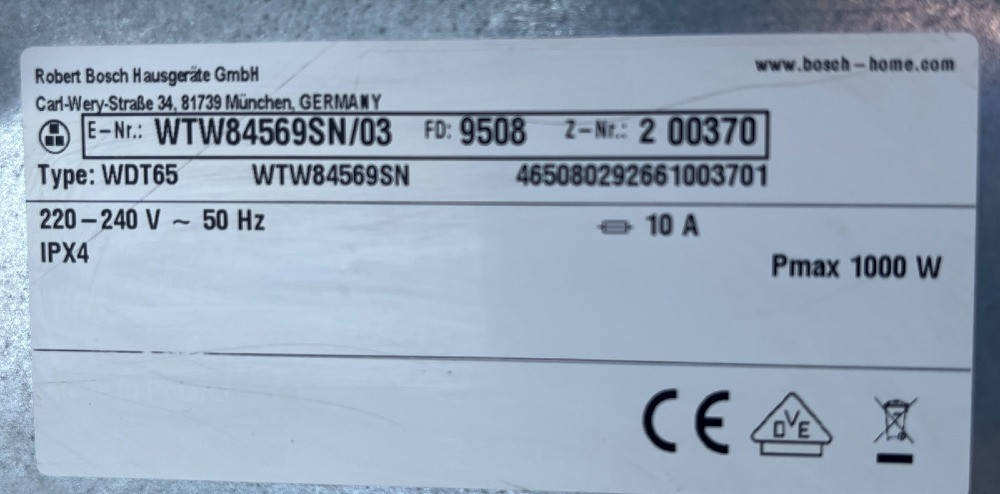 Robert Bosch Hausgeräte GmbH
www.bosch-home.com
Carl-Wery-Straße 34, 81739 München, GERMANY
E-Nr.: WTW84569SN/03 FD: 9508 Z-Nr.: 2 00370
Type: WDT65 WTW84569SN 465080292661003701
220-240 V ~ 50 Hz 10 A
IPX4
Pmax 1000 W
CE DVE